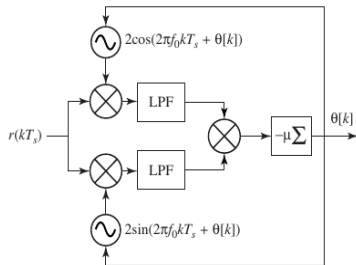 2cos(2πf₀kTₛ + θ[k])
LPF
r(kTₛ)
−μΣ
θ[k]
LPF
2sin(2πf₀kTₛ + θ[k])